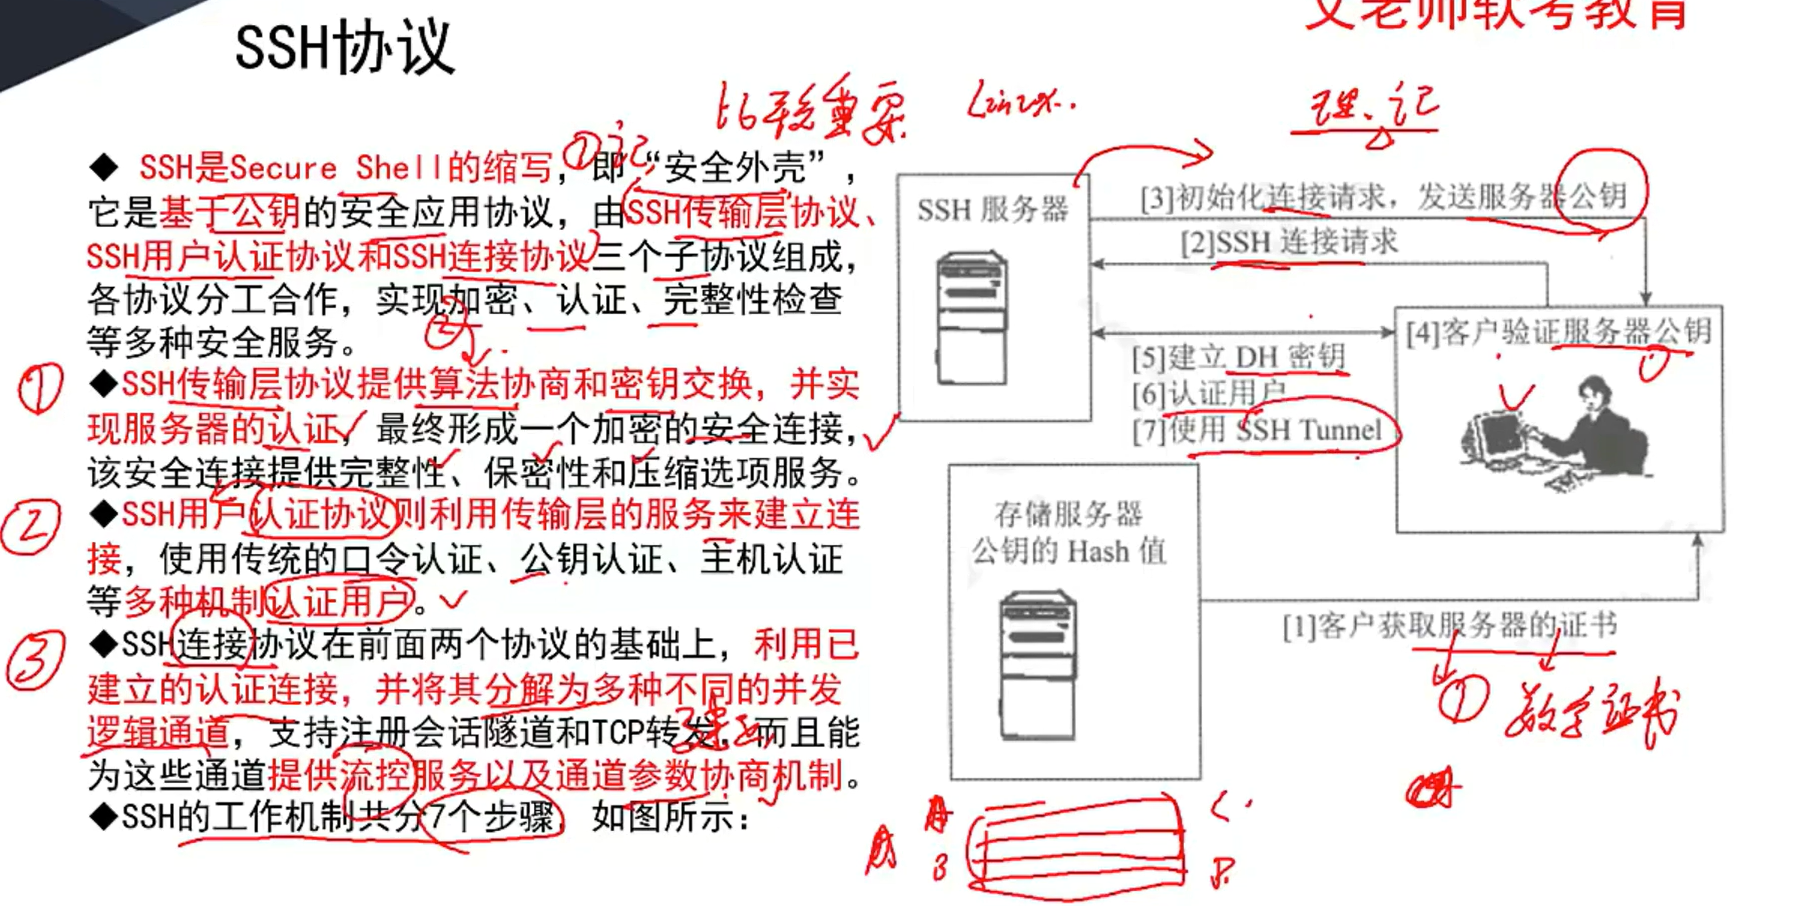 文老师软考教育
SSH协议
比较重要
理、记
①记
◆ SSH是Secure Shell的缩写，即“安全外壳”，
它是基于公钥的安全应用协议，由SSH传输层协议、
SSH用户认证协议和SSH连接协议三个子协议组成，
各协议分工合作，实现加密、认证、完整性检查
等多种安全服务。
①
◆SSH传输层协议提供算法协商和密钥交换，并实
现服务器的认证，最终形成一个加密的安全连接，
该安全连接提供完整性、保密性和压缩选项服务。
②
◆SSH用户认证协议则利用传输层的服务来建立连
接，使用传统的口令认证、公钥认证、主机认证
等多种机制认证用户。
③
◆SSH连接协议在前面两个协议的基础上，利用已
建立的认证连接，并将其分解为多种不同的并发
逻辑通道，支持注册会话隧道和TCP转发，而且能
为这些通道提供流控服务以及通道参数协商机制。
◆SSH的工作机制共分7个步骤，如图所示：
SSH 服务器
[3]初始化连接请求，发送服务器公钥
[2]SSH 连接请求
[4]客户验证服务器公钥
[5]建立 DH 密钥
[6]认证用户
[7]使用 SSH Tunnel
存储服务器
公钥的 Hash 值
[1]客户获取服务器的证书
①
数字证书
A
B